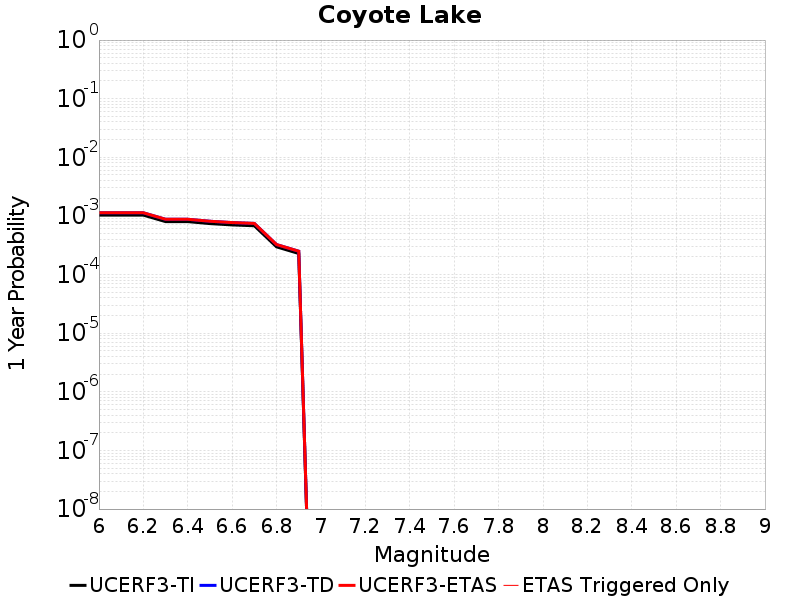 Coyote Lake
1 Year Probability
10^0
10^-1
10^-2
10^-3
10^-4
10^-5
10^-6
10^-7
10^-8
6 6.2 6.4 6.6 6.8 7 7.2 7.4 7.6 7.8 8 8.2 8.4 8.6 8.8 9
Magnitude
UCERF3-TI UCERF3-TD UCERF3-ETAS ETAS Triggered Only